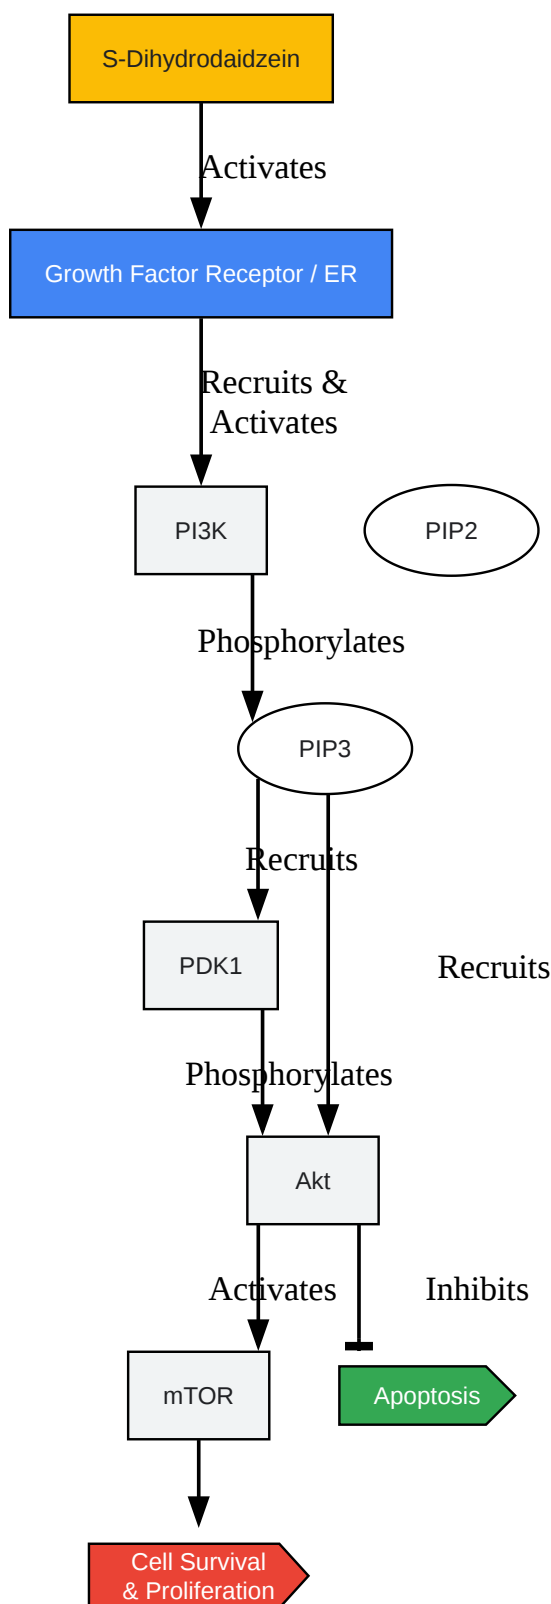 S-Dihydrodaidzein
Activates
Growth Factor Receptor / ER
Recruits &
Activates
PI3K
PIP2
Phosphorylates
PIP3
Recruits
PDK1
Recruits
Phosphorylates
Akt
Activates
Inhibits
mTOR
Apoptosis
Cell Survival
& Proliferation